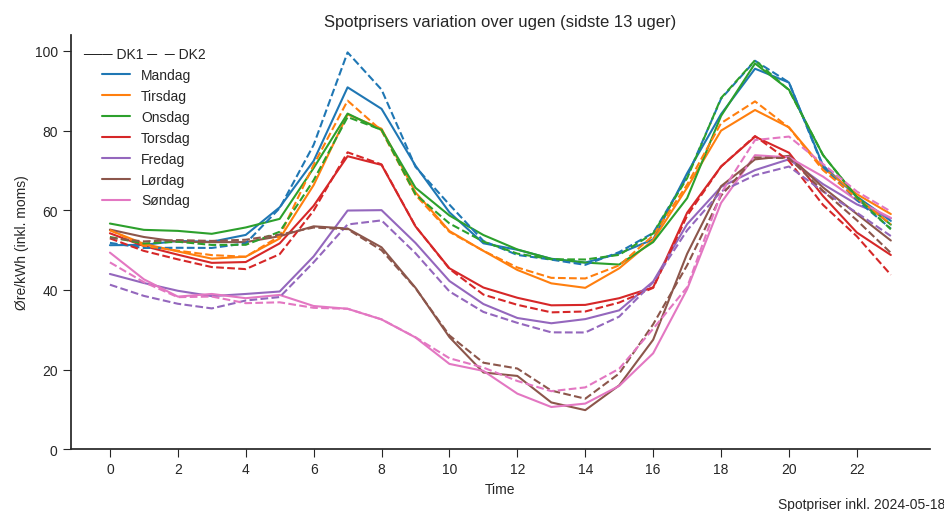 Spotprisers variation over ugen (sidste 13 uger)
100
80
60
40
20
0
Øre/kWh (inkl. moms)
DK1 DK2
Mandag
Tirsdag
Onsdag
Torsdag
Fredag
Lørdag
Søndag
0 2 4 6 8 10 12 14 16 18 20 22
Time
Spotpriser inkl. 2024-05-18